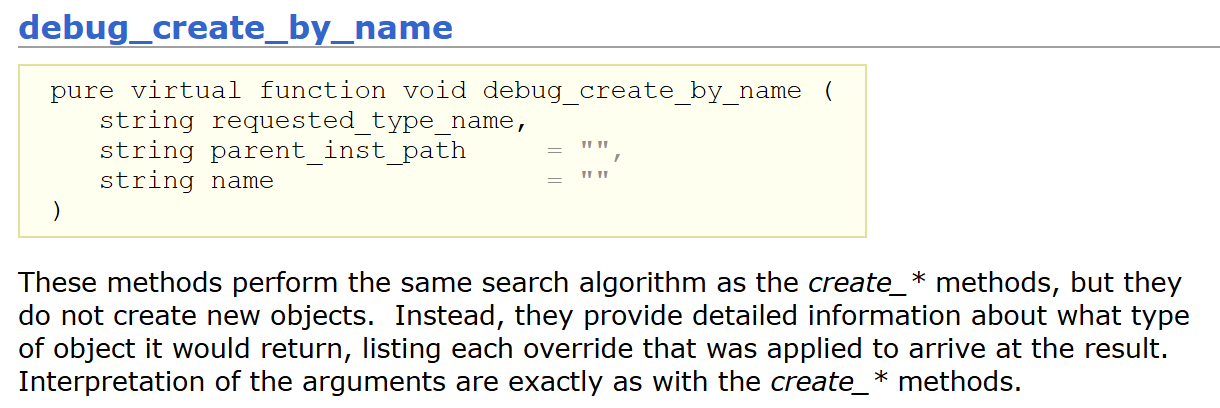 debug_create_by_name
pure virtual function void debug_create_by_name (
string requested_type_name,
string parent_inst_path = "",
string name = ""
)
These methods perform the same search algorithm as the create_* methods, but they
do not create new objects.  Instead, they provide detailed information about what type
of object it would return, listing each override that was applied to arrive at the result.
Interpretation of the arguments are exactly as with the create_* methods.